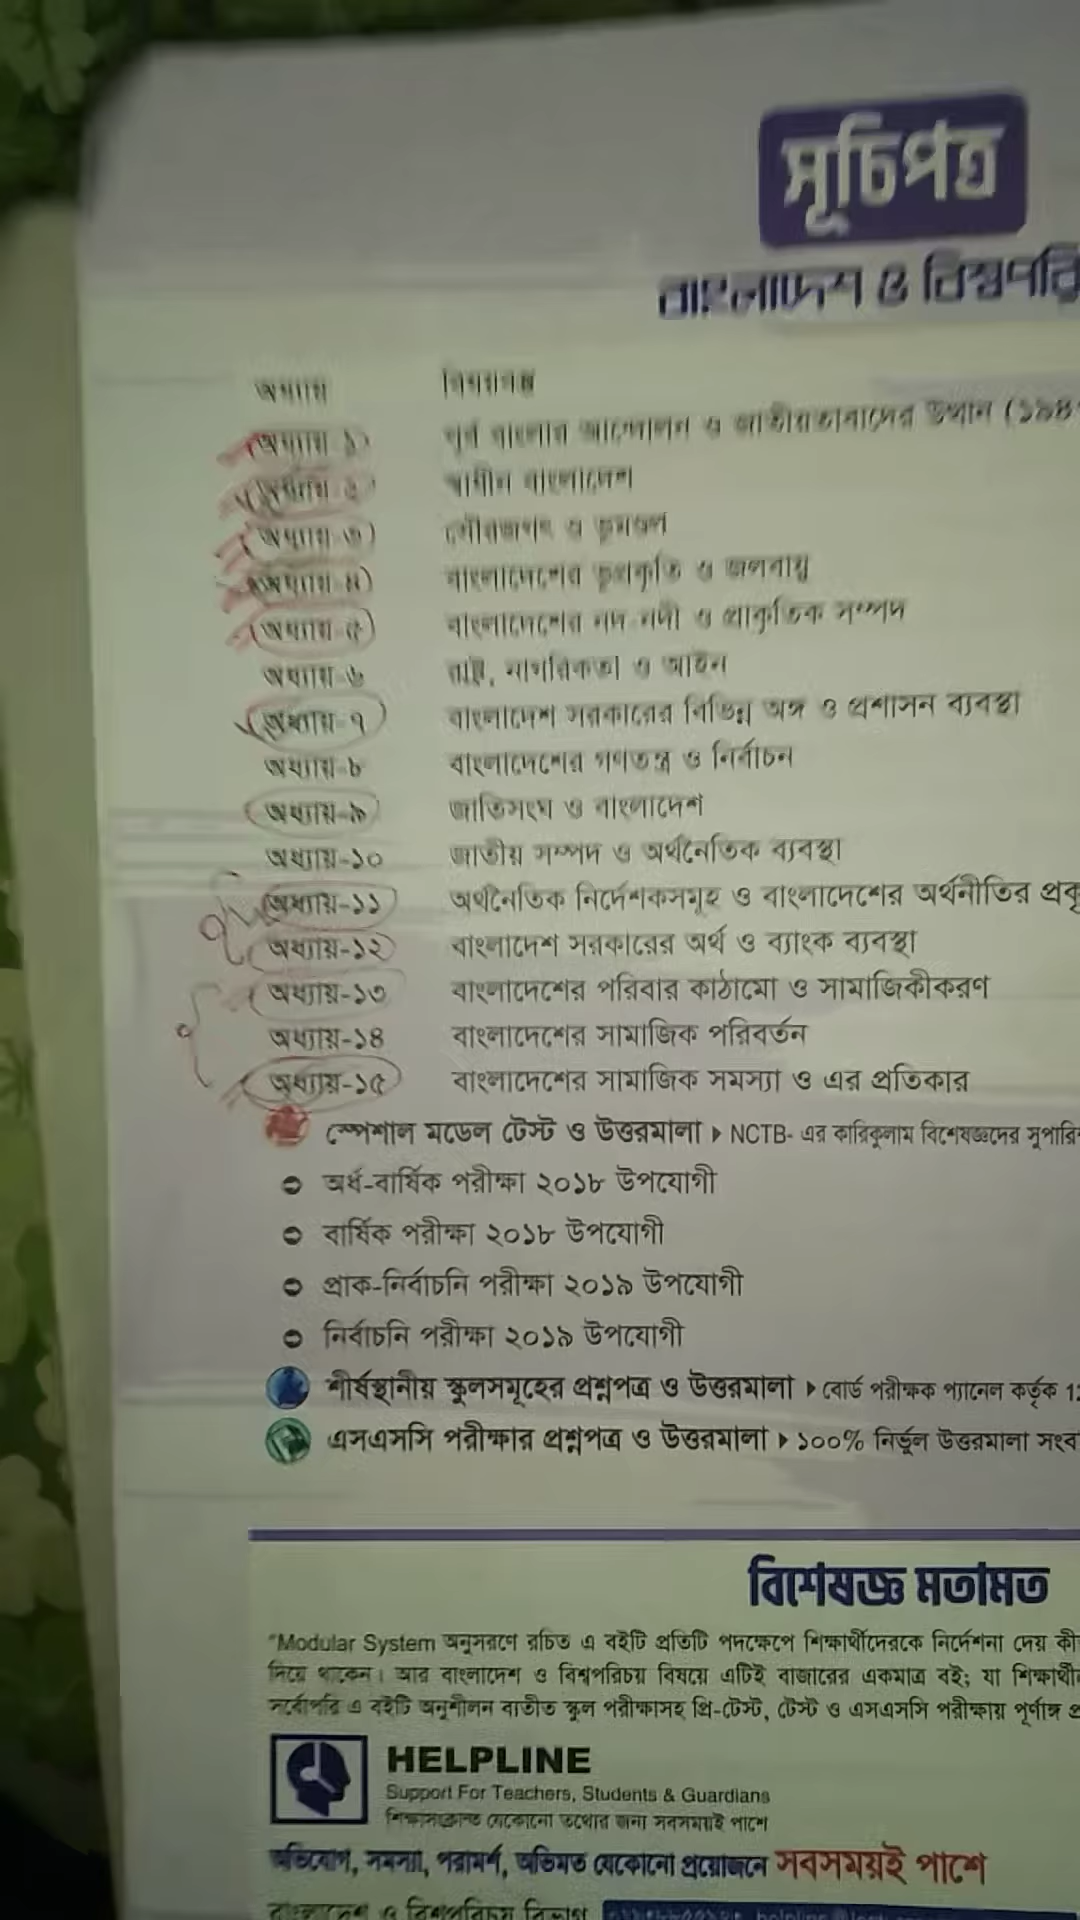 সূচিপত্র
বাংলাদেশ ও বিশ্বপরি
অধ্যায় বিষয়বস্তু
অধ্যায়-১ পূর্ব বাংলার আন্দোলন ও জাতীয়তাবাদের উত্থান (১৯৪
অধ্যায়-২ স্বাধীন বাংলাদেশ
অধ্যায়-৩ সৌরজগৎ ও ভূমণ্ডল
অধ্যায়-৪ বাংলাদেশের ভূপ্রকৃতি ও জলবায়ু
অধ্যায়-৫ বাংলাদেশের নদ-নদী ও প্রাকৃতিক সম্পদ
অধ্যায়-৬ রাষ্ট্র, নাগরিকতা ও আইন
অধ্যায়-৭ বাংলাদেশ সরকারের বিভিন্ন অঙ্গ ও প্রশাসন ব্যবস্থা
অধ্যায়-৮ বাংলাদেশের গণতন্ত্র ও নির্বাচন
অধ্যায়-৯ জাতিসংঘ ও বাংলাদেশ
অধ্যায়-১০ জাতীয় সম্পদ ও অর্থনৈতিক ব্যবস্থা
অধ্যায়-১১ অর্থনৈতিক নির্দেশকসমূহ ও বাংলাদেশের অর্থনীতির প্রকৃ
অধ্যায়-১২ বাংলাদেশ সরকারের অর্থ ও ব্যাংক ব্যবস্থা
অধ্যায়-১৩ বাংলাদেশের পরিবার কাঠামো ও সামাজিকীকরণ
অধ্যায়-১৪ বাংলাদেশের সামাজিক পরিবর্তন
অধ্যায়-১৫ বাংলাদেশের সামাজিক সমস্যা ও এর প্রতিকার
স্পেশাল মডেল টেস্ট ও উত্তরমালা NCTB- এর কারিকুলাম বিশেষজ্ঞদের সুপারি
অর্ধ-বার্ষিক পরীক্ষা ২০১৮ উপযোগী
বার্ষিক পরীক্ষা ২০১৮ উপযোগী
প্রাক-নির্বাচনি পরীক্ষা ২০১৯ উপযোগী
নির্বাচনি পরীক্ষা ২০১৯ উপযোগী
শীর্ষস্থানীয় স্কুলসমূহের প্রশ্নপত্র ও উত্তরমালা বোর্ড পরীক্ষক প্যানেল কর্তৃক
এসএসসি পরীক্ষার প্রশ্নপত্র ও উত্তরমালা ১০০% নির্ভুল উত্তরমালা সংব
বিশেষজ্ঞ মতামত
"Modular System অনুসরণে রচিত এ বইটি প্রতিটি পদক্ষেপে শিক্ষার্থীদেরকে নির্দেশনা দেয় কী
দিয়ে থাকেন। আর বাংলাদেশ ও বিশ্বপরিচয় বিষয়ে এটিই বাজারের একমাত্র বই; যা শিক্ষার্থী
সর্বোপরি এ বইটি অনুশীলন ব্যতীত স্কুল পরীক্ষাসহ প্রি-টেস্ট, টেস্ট ও এসএসসি পরীক্ষায় পূর্ণাঙ্গ প্র
HELPLINE
Support For Teachers, Students & Guardians
শিক্ষাসংক্রান্ত যেকোনো তথ্যের জন্য সবসময়ই পাশে
অভিযোগ, সমস্যা, পরামর্শ, অভিমত যেকোনো প্রয়োজনে সবসময়ই পাশে
বাংলাদেশ ও বিশ্বপরিচয় বিভাগ